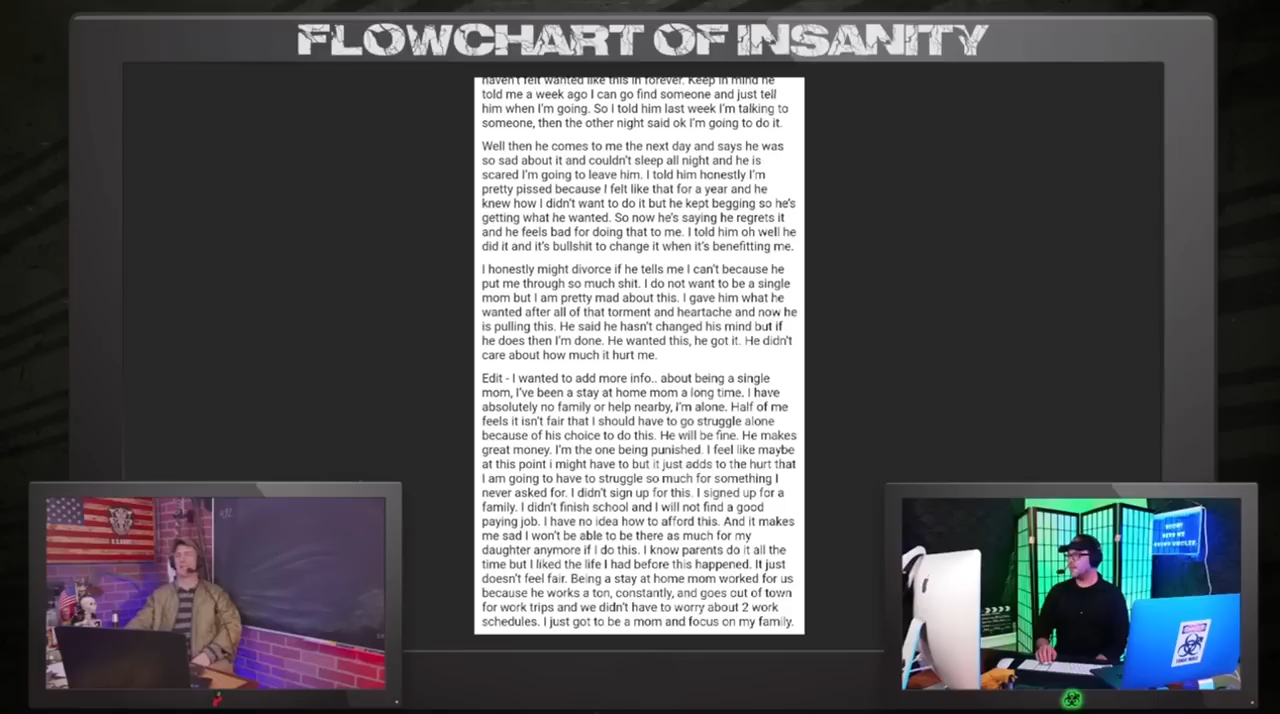 FLOWCHART OF INSANITY
haven't felt wanted like this in forever. Keep in mind he
told me a week ago I can go find someone and just tell
him when I'm going. So I told him last week I'm talking to
someone, then the other night said ok I'm going to do it.
Well then he comes to me the next day and says he was
so sad about it and couldn't sleep all night and he is
scared I'm going to leave him. I told him honestly I'm
pretty pissed because I felt like that for a year and he
knew how I didn't want to do it but he kept begging so he's
getting what he wanted. So now he's saying he regrets it
and he feels bad for doing that to me. I told him oh well he
did it and it's bullshit to change it when it's benefitting me.
I honestly might divorce if he tells me I can't because he
put me through so much shit. I do not want to be a single
mom but I am pretty mad about this. I gave him what he
wanted after all of that torment and heartache and now he
is pulling this. He said he hasn't changed his mind but if
he does then I'm done. He wanted this, he got it. He didn't
care about how much it hurt me.
Edit - I wanted to add more info.. about being a single
mom, I've been a stay at home mom a long time. I have
absolutely no family or help nearby, I'm alone. Half of me
feels it isn't fair that I should have to go struggle alone
because of his choice to do this. He will be fine. He makes
great money. I'm the one being punished. I feel like maybe
at this point i might have to but it just adds to the hurt that
I am going to have to struggle so much for something I
never asked for. I didn't sign up for this. I signed up for a
family. I didn't finish school and I will not find a good
paying job. I have no idea how to afford this. And it makes
me sad I won't be able to be there as much for my
daughter anymore if I do this. I know parents do it all the
time but I liked the life I had before this happened. It just
doesn't feel fair. Being a stay at home mom worked for us
because he works a ton, constantly, and goes out of town
for work trips and we didn't have to worry about 2 work
schedules. I just got to be a mom and focus on my family.